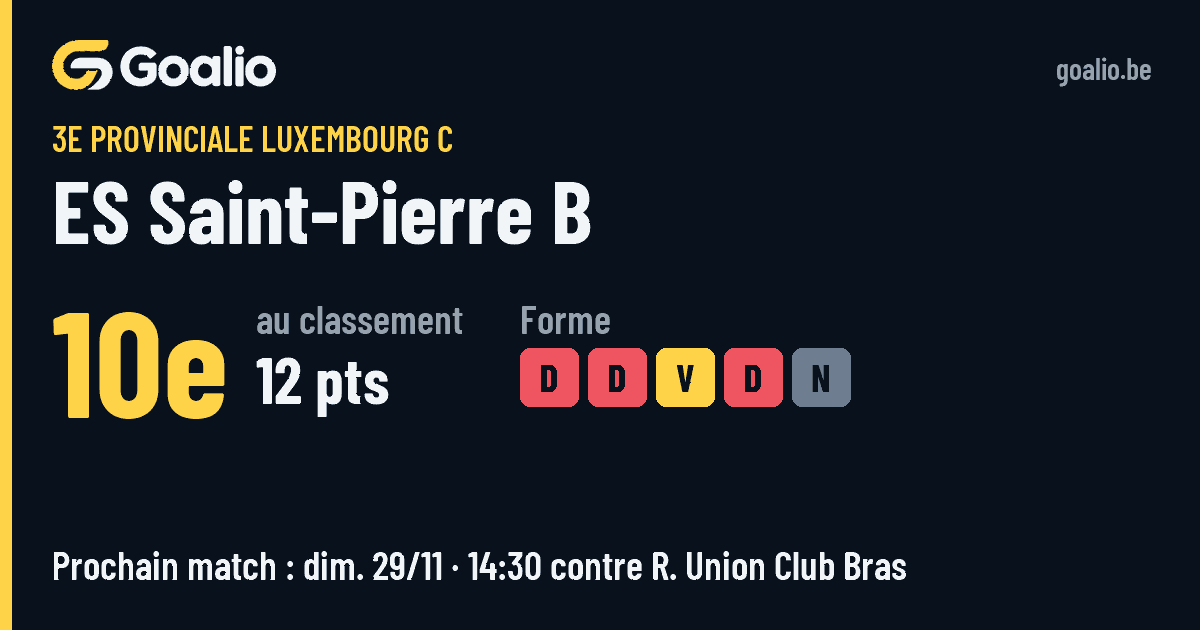 Goalio
goalio.be
3E PROVINCIALE LUXEMBOURG C
ES Saint-Pierre B
10e
au classement
12 pts
Forme
D D V D N
Prochain match : dim. 29/11 · 14:30 contre R. Union Club Bras